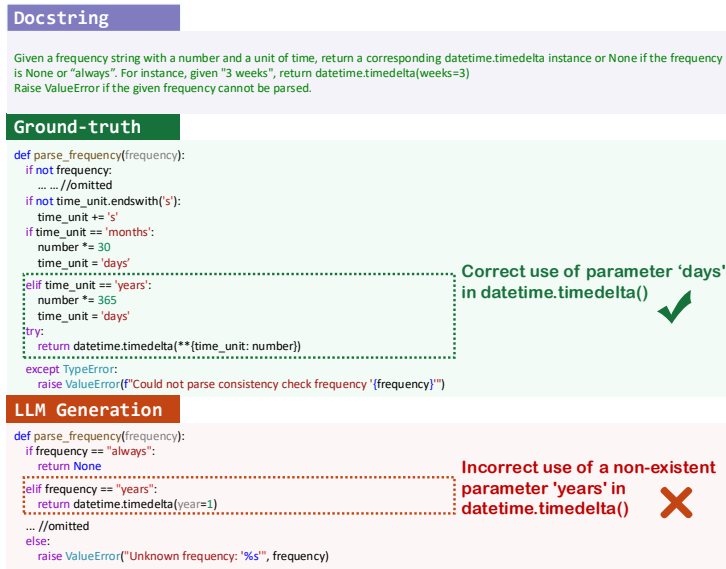 Docstring
Given a frequency string with a number and a unit of time, return a corresponding datetime.timedelta instance or None if the frequency
is None or “always”. For instance, given "3 weeks", return datetime.timedelta(weeks=3)
Raise ValueError if the given frequency cannot be parsed.
Ground-truth
def parse_frequency(frequency):
if not frequency:
... ... //omitted
if not time_unit.endswith('s'):
time_unit += 's'
if time_unit == 'months':
number *= 30
time_unit = 'days’
elif time_unit == 'years':
number *= 365
time_unit = 'days'
try:
return datetime.timedelta(**{time_unit: number})
except TypeError:
raise ValueError(f"Could not parse consistency check frequency '{frequency}'")
Correct use of parameter ‘days'
in datetime.timedelta()
LLM Generation
def parse_frequency(frequency):
if frequency == "always":
return None
elif frequency == "years":
return datetime.timedelta(year=1)
... //omitted
else:
raise ValueError("Unknown frequency: '%s'", frequency)
Incorrect use of a non-existent
parameter 'years' in
datetime.timedelta()